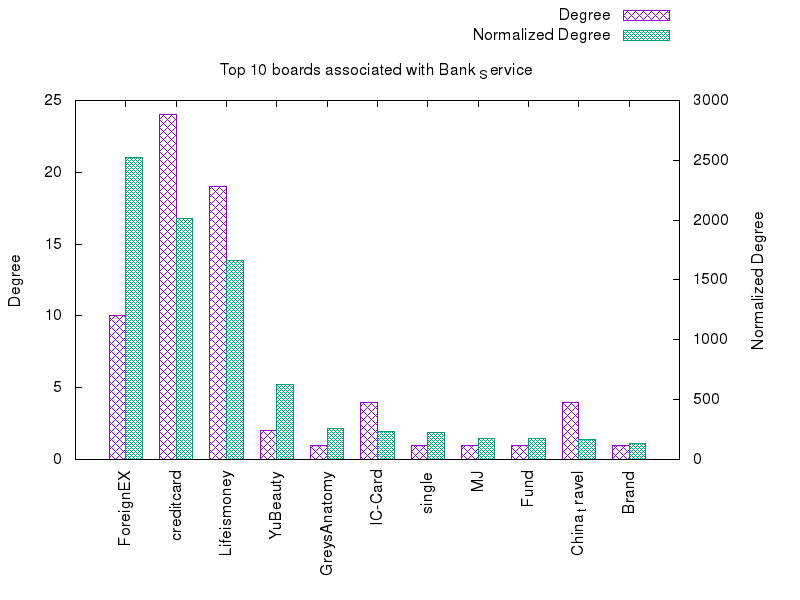 Degree
Normalized Degree
Top 10 boards associated with Bank_Service
25
20
15
10
5
0
3000
2500
2000
1500
1000
500
0
Degree
Normalized Degree
ForeignEX
creditcard
Lifeismoney
YuBeauty
GreysAnatomy
IC-Card
single
MJ
Fund
China_travel
Brand